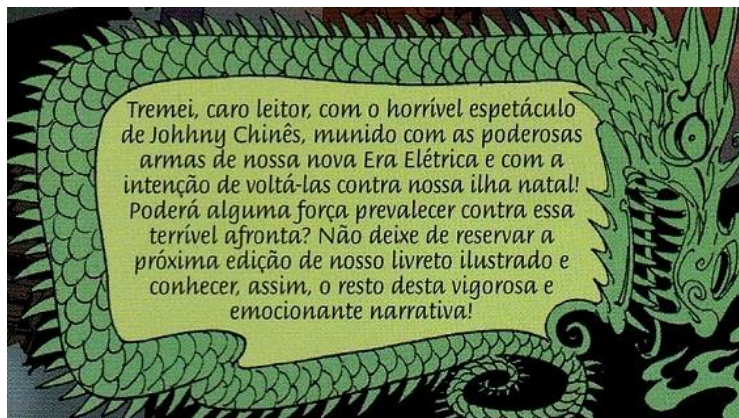 Tremei, caro leitor, com o horrível espetáculo
de Johhny Chinês, munido com as poderosas
armas de nossa nova Era Elétrica e com a
intenção de voltá-las contra nossa ilha natal!
Poderá alguma força prevalecer contra essa
terrível afronta? Não deixe de reservar a
próxima edição de nosso livreto ilustrado e
conhecer, assim, o resto desta vigorosa e
emocionante narrativa!